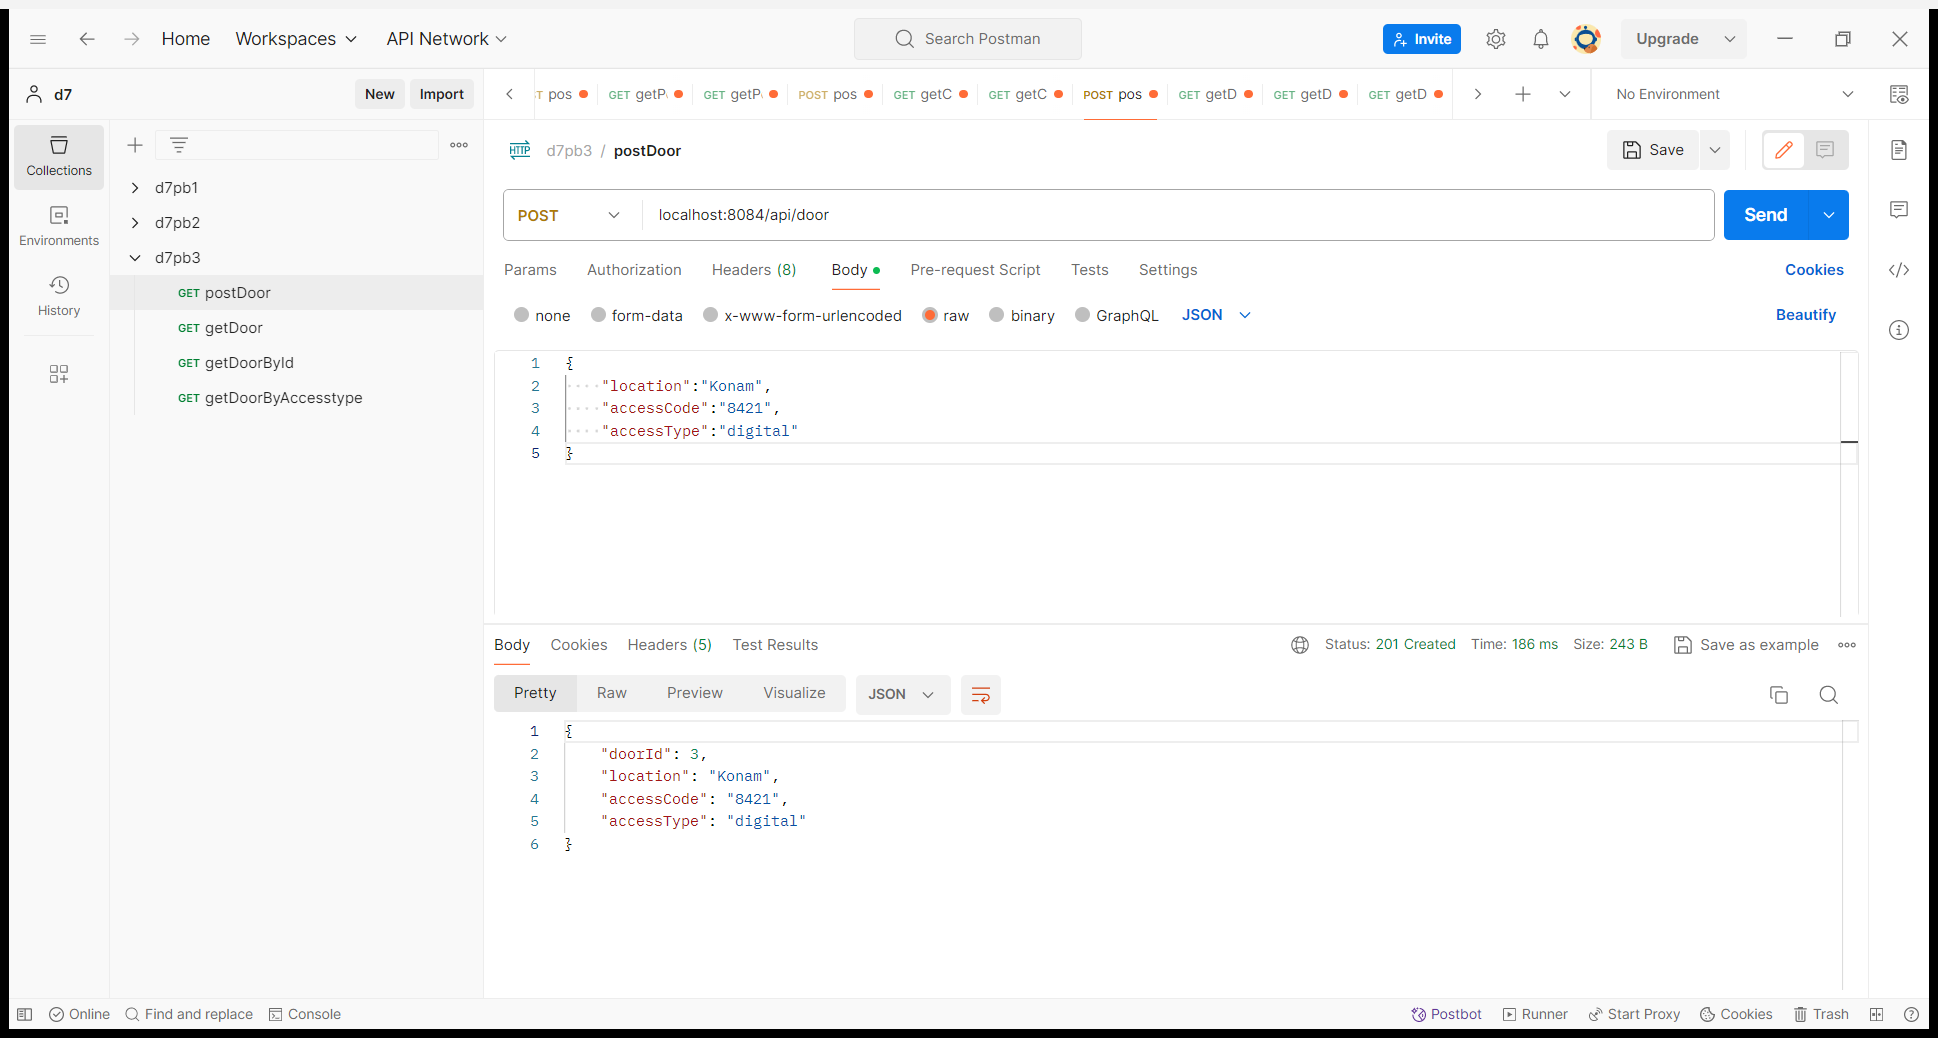 Home Workspaces API Network Search Postman Invite Upgrade
d7 New Import
pos GET getP GET getP POST pos GET getC GET getC POST pos GET getD GET getD GET getD No Environment
Collections
Environments
History
d7pb1
d7pb2
d7pb3
GET postDoor
GET getDoor
GET getDoorById
GET getDoorByAccesstype
HTTP d7pb3 / postDoor Save
POST localhost:8084/api/door Send
Params Authorization Headers (8) Body Pre-request Script Tests Settings Cookies
none form-data x-www-form-urlencoded raw binary GraphQL JSON Beautify
1 {
2 "location":"Konam",
3 "accessCode":"8421",
4 "accessType":"digital"
5 }
Body Cookies Headers (5) Test Results Status: 201 Created Time: 186 ms Size: 243 B Save as example
Pretty Raw Preview Visualize JSON
1 {
2 "doorId": 3,
3 "location": "Konam",
4 "accessCode": "8421",
5 "accessType": "digital"
6 }
Online Find and replace Console Postbot Runner Start Proxy Cookies Trash